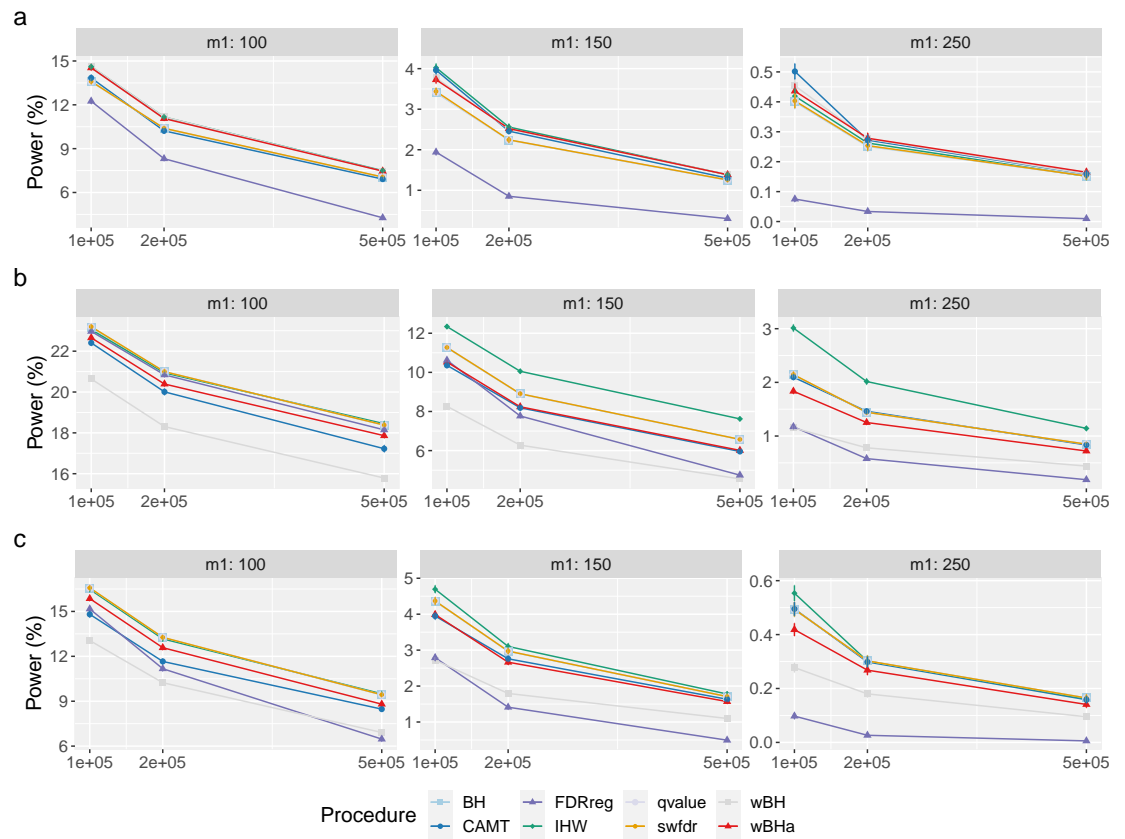 a
m1: 100
m1: 150
m1: 250
Power (%)
15
12
9
6
4
3
2
1
0.5
0.4
0.3
0.2
0.1
0.0
1e+05 2e+05 5e+05
1e+05 2e+05 5e+05
1e+05 2e+05 5e+05
b
m1: 100
m1: 150
m1: 250
Power (%)
22
20
18
16
12
10
8
6
3
2
1
1e+05 2e+05 5e+05
1e+05 2e+05 5e+05
1e+05 2e+05 5e+05
c
m1: 100
m1: 150
m1: 250
Power (%)
15
12
9
6
5
4
3
2
1
0.6
0.4
0.2
0.0
1e+05 2e+05 5e+05
1e+05 2e+05 5e+05
1e+05 2e+05 5e+05
Procedure
BH FDRreg qvalue wBH
CAMT IHW swfdr wBHa